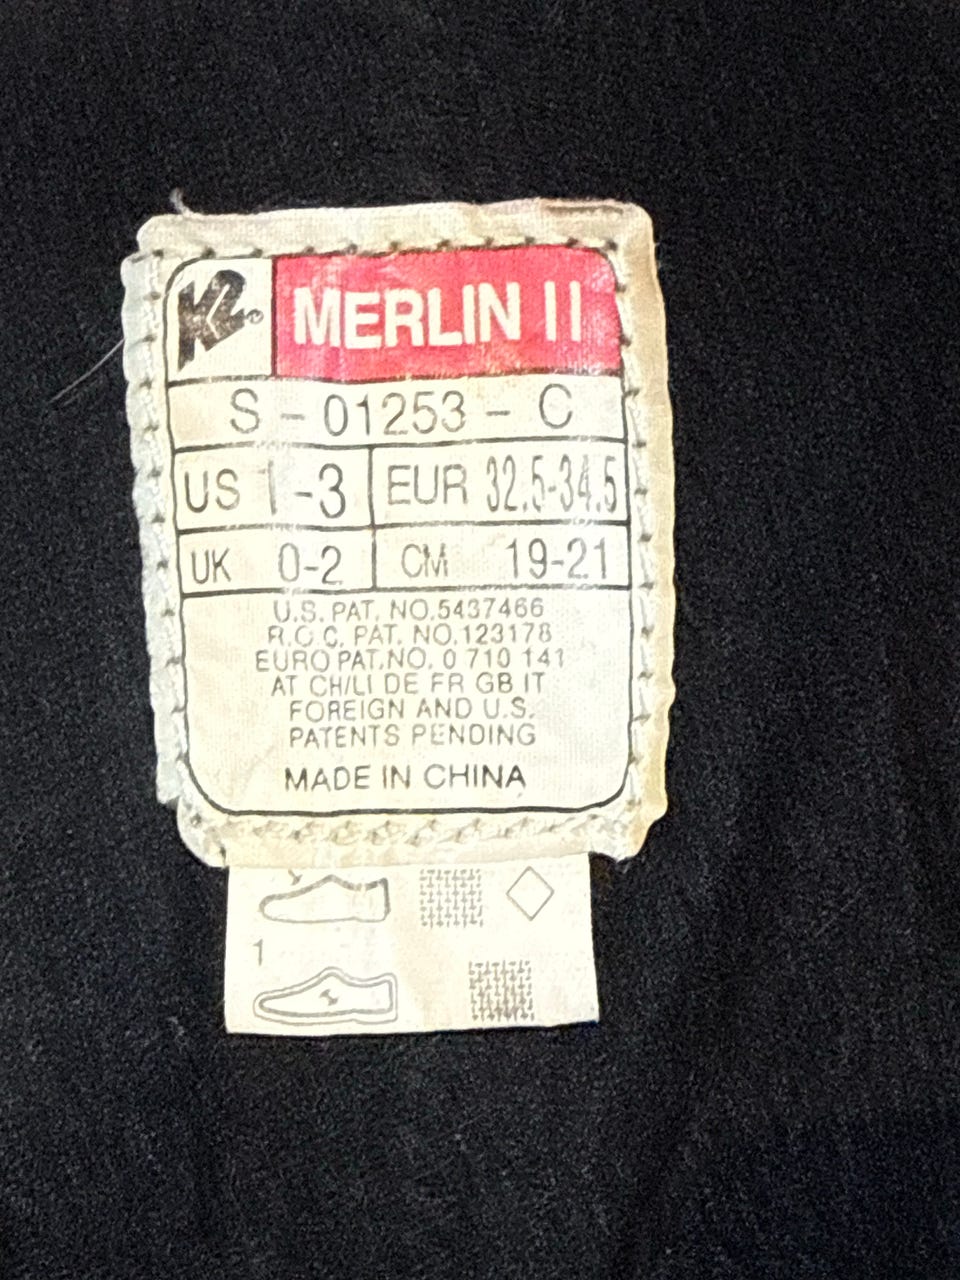 K2® MERLIN II
S - 01253 - C
US 1-3 EUR 32.5-34.5
UK 0-2 CM 19-21
U.S. PAT. NO.5437466
R.O.C. PAT. NO.123178
EURO PAT.NO. 0 710 141
AT CH/LI DE FR GB IT
FOREIGN AND U.S.
PATENTS PENDING
MADE IN CHINA
1